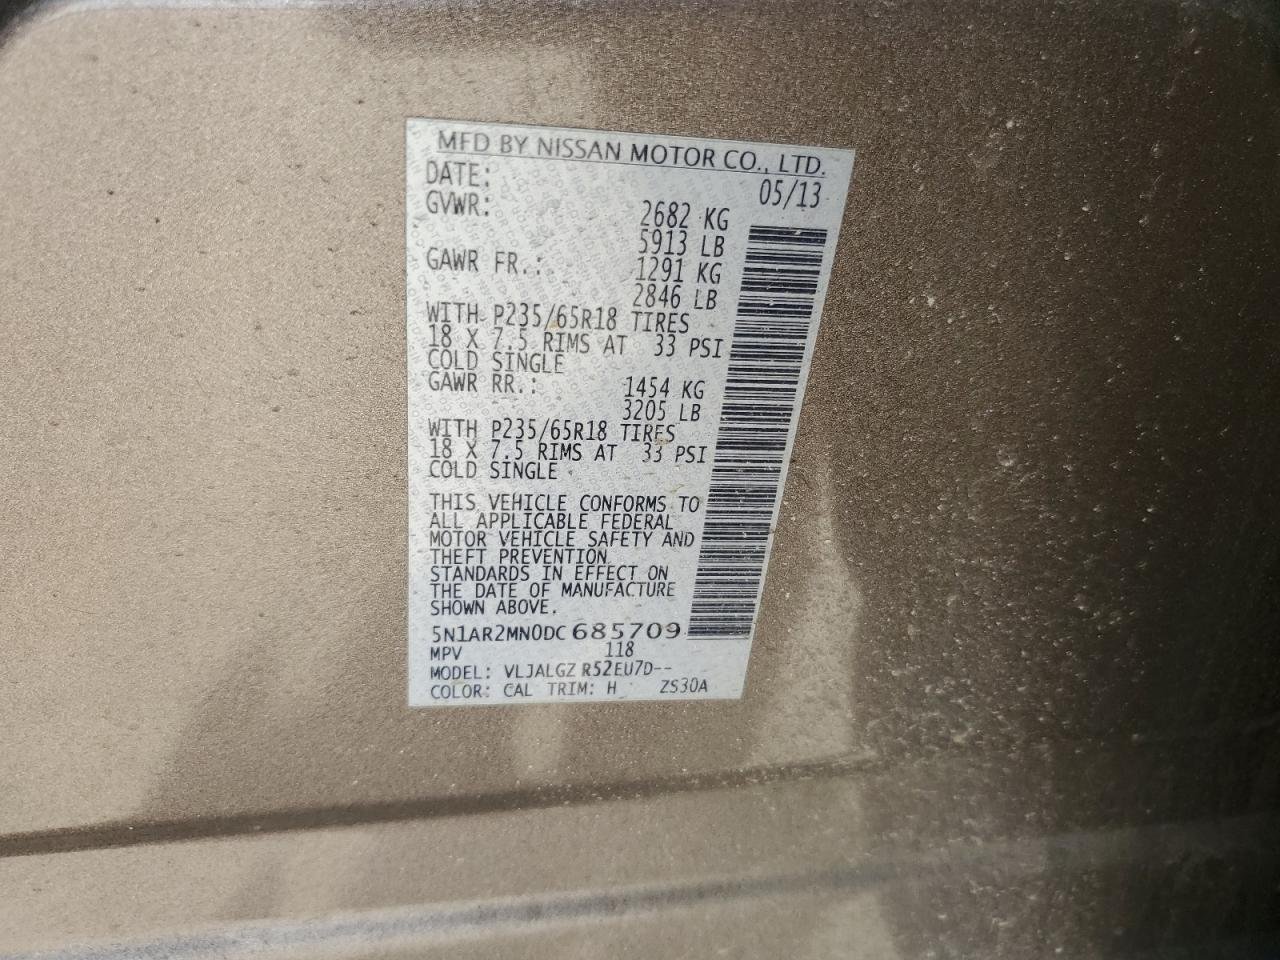 MFD BY NISSAN MOTOR CO., LTD.
DATE: 05/13
GVWR: 2682 KG
5913 LB
GAWR FR.: 1291 KG
2846 LB
WITH P235/65R18 TIRES
18 X 7.5 RIMS AT 33 PSI
COLD SINGLE
GAWR RR.: 1454 KG
3205 LB
WITH P235/65R18 TIRES
18 X 7.5 RIMS AT 33 PSI
COLD SINGLE
THIS VEHICLE CONFORMS TO
ALL APPLICABLE FEDERAL
MOTOR VEHICLE SAFETY AND
THEFT PREVENTION
STANDARDS IN EFFECT ON
THE DATE OF MANUFACTURE
SHOWN ABOVE.
5N1AR2MN0DC685709
MPV 118
MODEL: VLJALGZ R52EU7D--
COLOR: CAL TRIM: H ZS30A